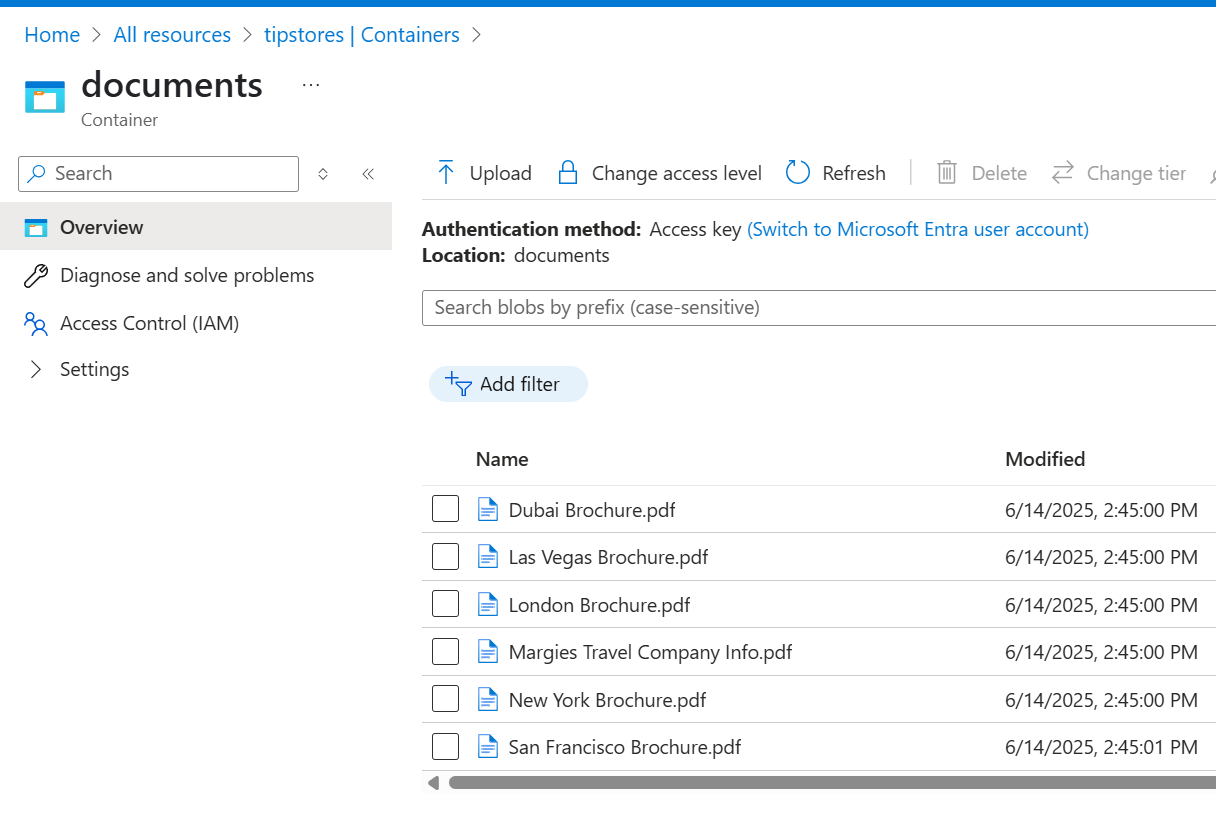 Home > All resources > tipstores | Containers >
documents ...
Container
Search
Overview
Diagnose and solve problems
Access Control (IAM)
Settings
Upload Change access level Refresh Delete Change tier
Authentication method: Access key (Switch to Microsoft Entra user account)
Location: documents
Search blobs by prefix (case-sensitive)
Add filter
Name Modified
Dubai Brochure.pdf 6/14/2025, 2:45:00 PM
Las Vegas Brochure.pdf 6/14/2025, 2:45:00 PM
London Brochure.pdf 6/14/2025, 2:45:00 PM
Margies Travel Company Info.pdf 6/14/2025, 2:45:00 PM
New York Brochure.pdf 6/14/2025, 2:45:00 PM
San Francisco Brochure.pdf 6/14/2025, 2:45:01 PM